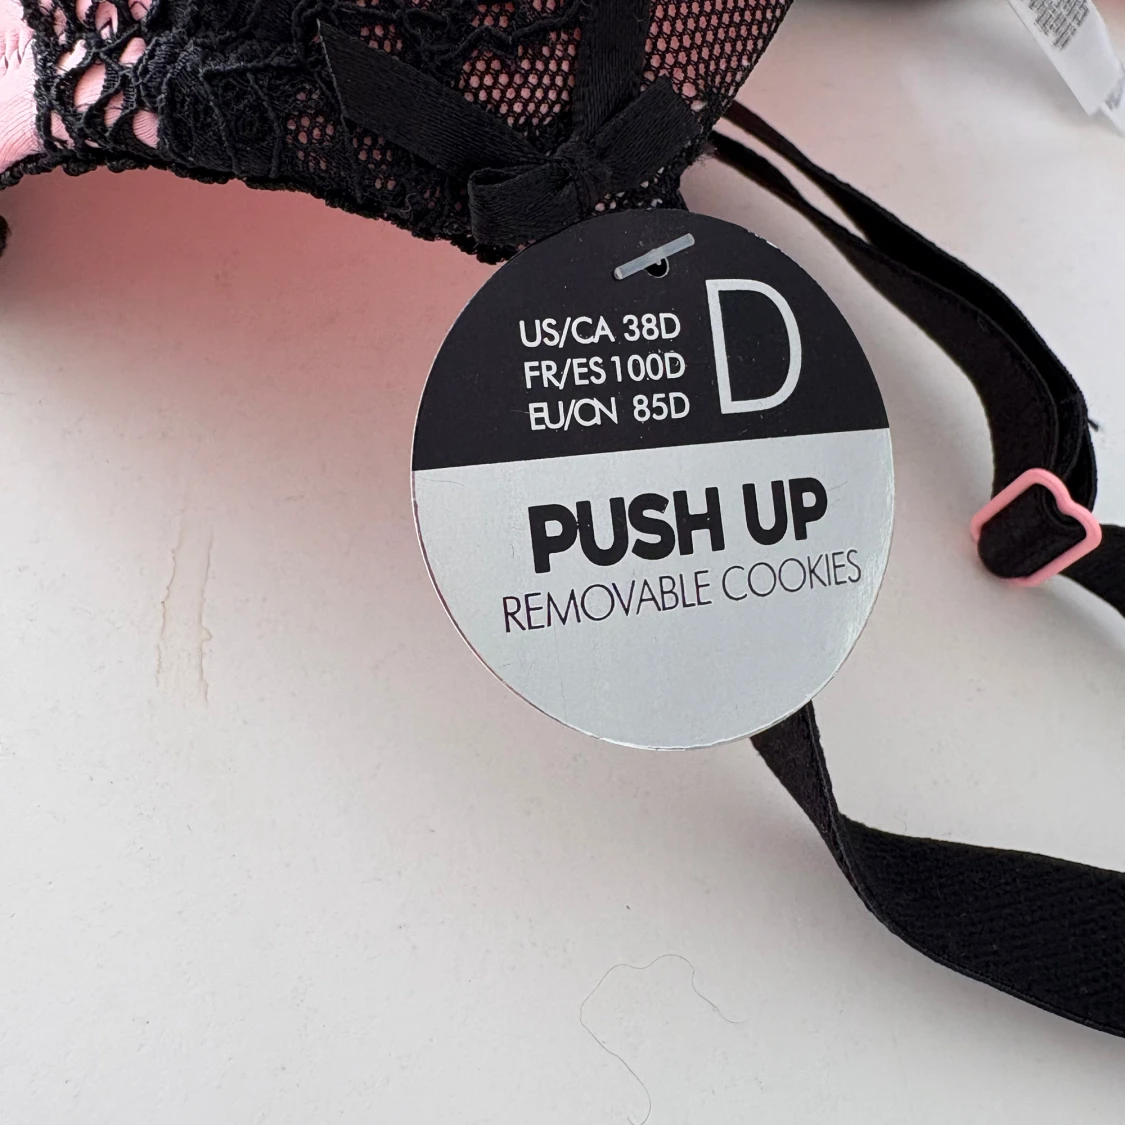 US/CA 38D
FR/ES 100D
EU/CN 85D
D
PUSH UP
REMOVABLE COOKIES